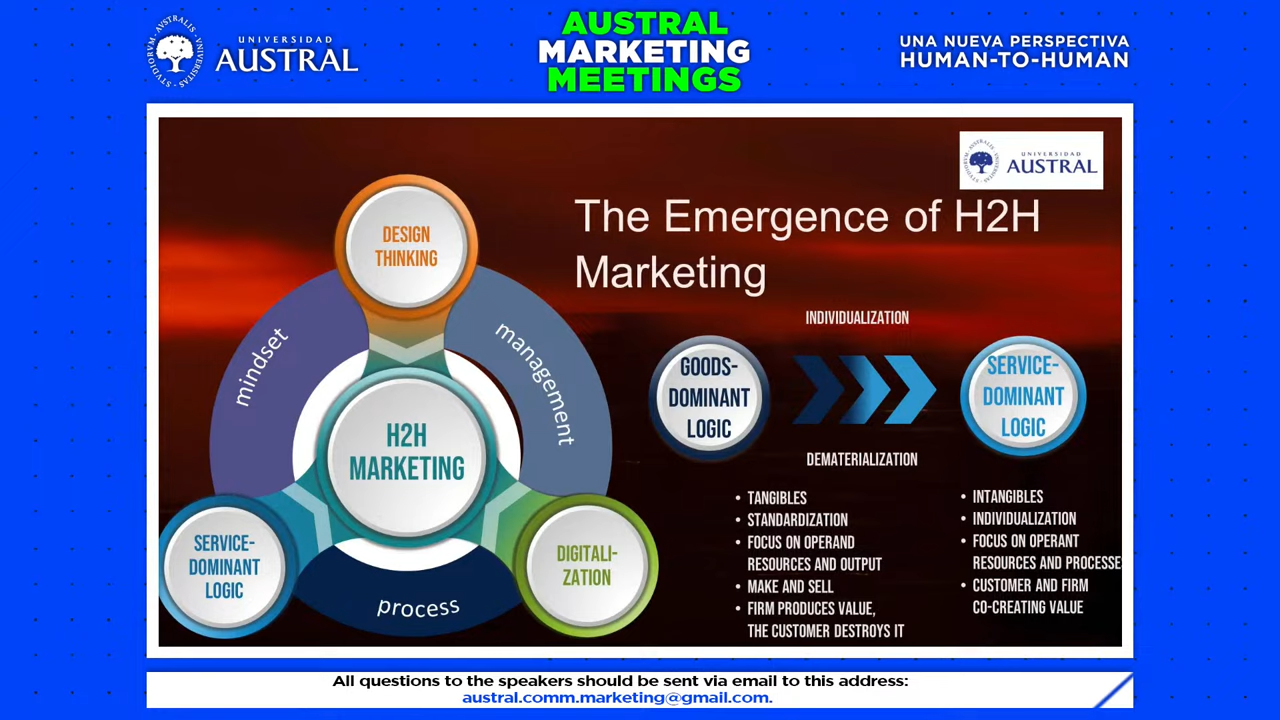 UNIVERSIDAD
AUSTRAL
AUSTRAL
MARKETING
MEETINGS
UNA NUEVA PERSPECTIVA
HUMAN-TO-HUMAN
UNIVERSIDAD
AUSTRAL
The Emergence of H2H
Marketing
DESIGN
THINKING
mindset
management
H2H
MARKETING
SERVICE-
DOMINANT
LOGIC
DIGITALI-
ZATION
process
INDIVIDUALIZATION
GOODS-
DOMINANT
LOGIC
SERVICE-
DOMINANT
LOGIC
DEMATERIALIZATION
• TANGIBLES
• STANDARDIZATION
• FOCUS ON OPERAND
RESOURCES AND OUTPUT
• MAKE AND SELL
• FIRM PRODUCES VALUE,
THE CUSTOMER DESTROYS IT
• INTANGIBLES
• INDIVIDUALIZATION
• FOCUS ON OPERANT
RESOURCES AND PROCESSE
• CUSTOMER AND FIRM
CO-CREATING VALUE
All questions to the speakers should be sent via email to this address:
austral.comm.marketing@gmail.com.